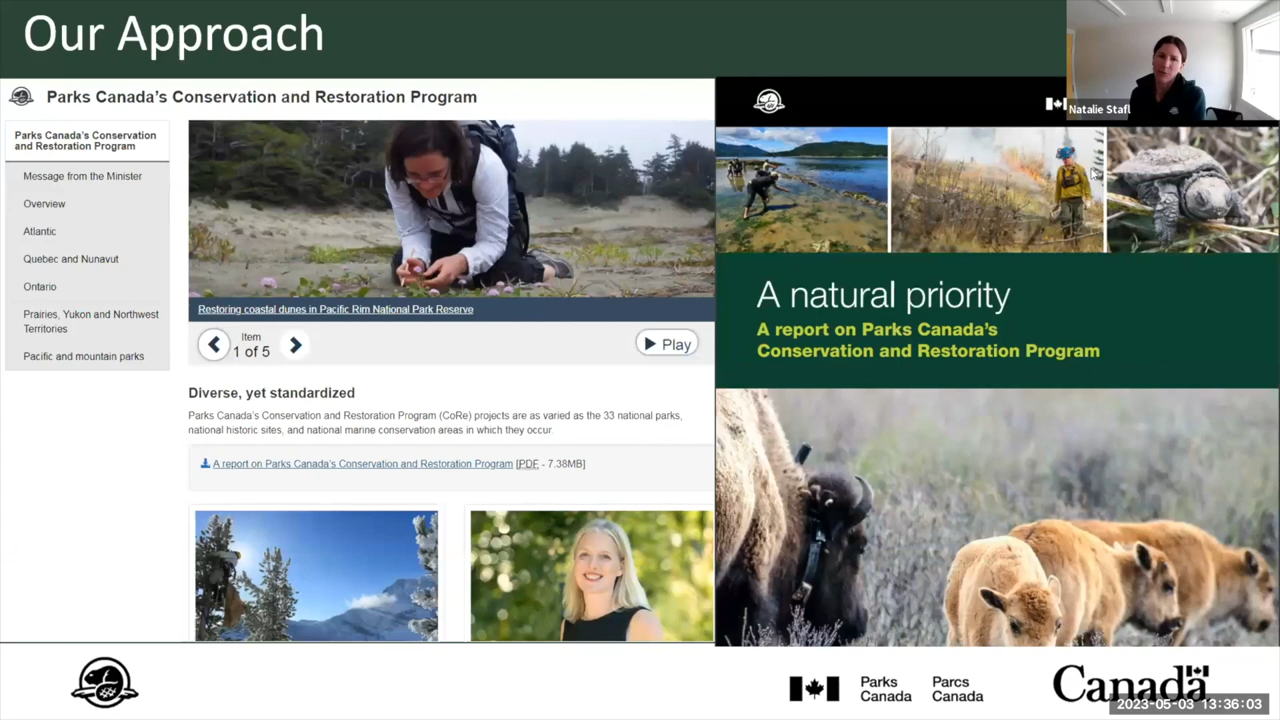 Our Approach
Natalie Stafl
Parks Canada's Conservation and Restoration Program
Parks Canada's Conservation
and Restoration Program
Message from the Minister
Overview
Atlantic
Quebec and Nunavut
Ontario
Prairies, Yukon and Northwest
Territories
Pacific and mountain parks
Restoring coastal dunes in Pacific Rim National Park Reserve
Item
1 of 5
Play
Diverse, yet standardized
Parks Canada's Conservation and Restoration Program (CoRe) projects are as varied as the 33 national parks,
national historic sites, and national marine conservation areas in which they occur.
A report on Parks Canada's Conservation and Restoration Program [PDF - 7.38MB]
A natural priority
A report on Parks Canada's
Conservation and Restoration Program
Parks
Canada
Parcs
Canada
Canada
2023-05-03 13:36:03